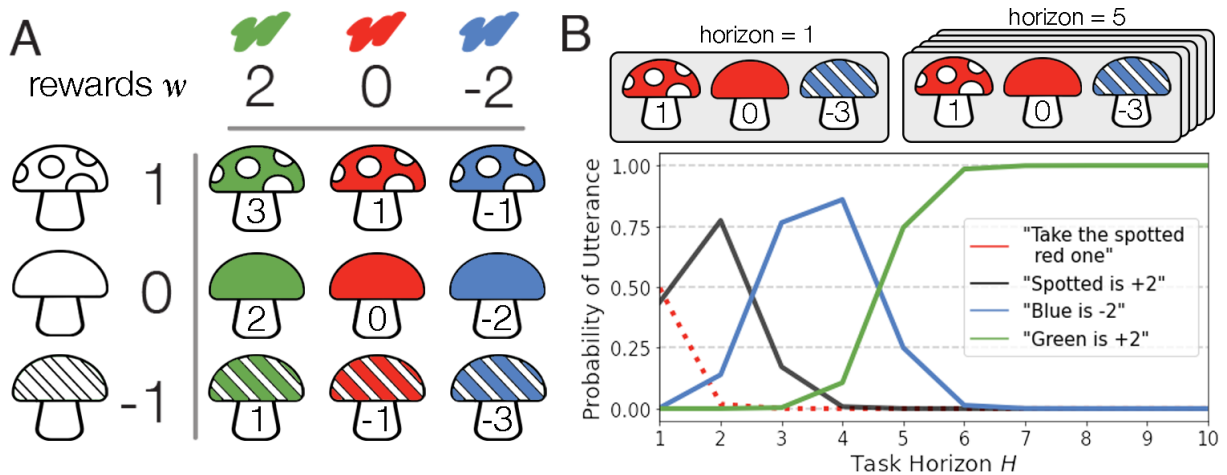 A
rewards w
2 0 -2
1
3 1 -1
0
2 0 -2
-1
1 -1 -3
B
horizon = 1
horizon = 5
1 0 -3
1 0 -3
Probability of Utterance
1.00
0.75
0.50
0.25
0.00
"Take the spotted
red one"
"Spotted is +2"
"Blue is -2"
"Green is +2"
1 2 3 4 5 6 7 8 9 10
Task Horizon H